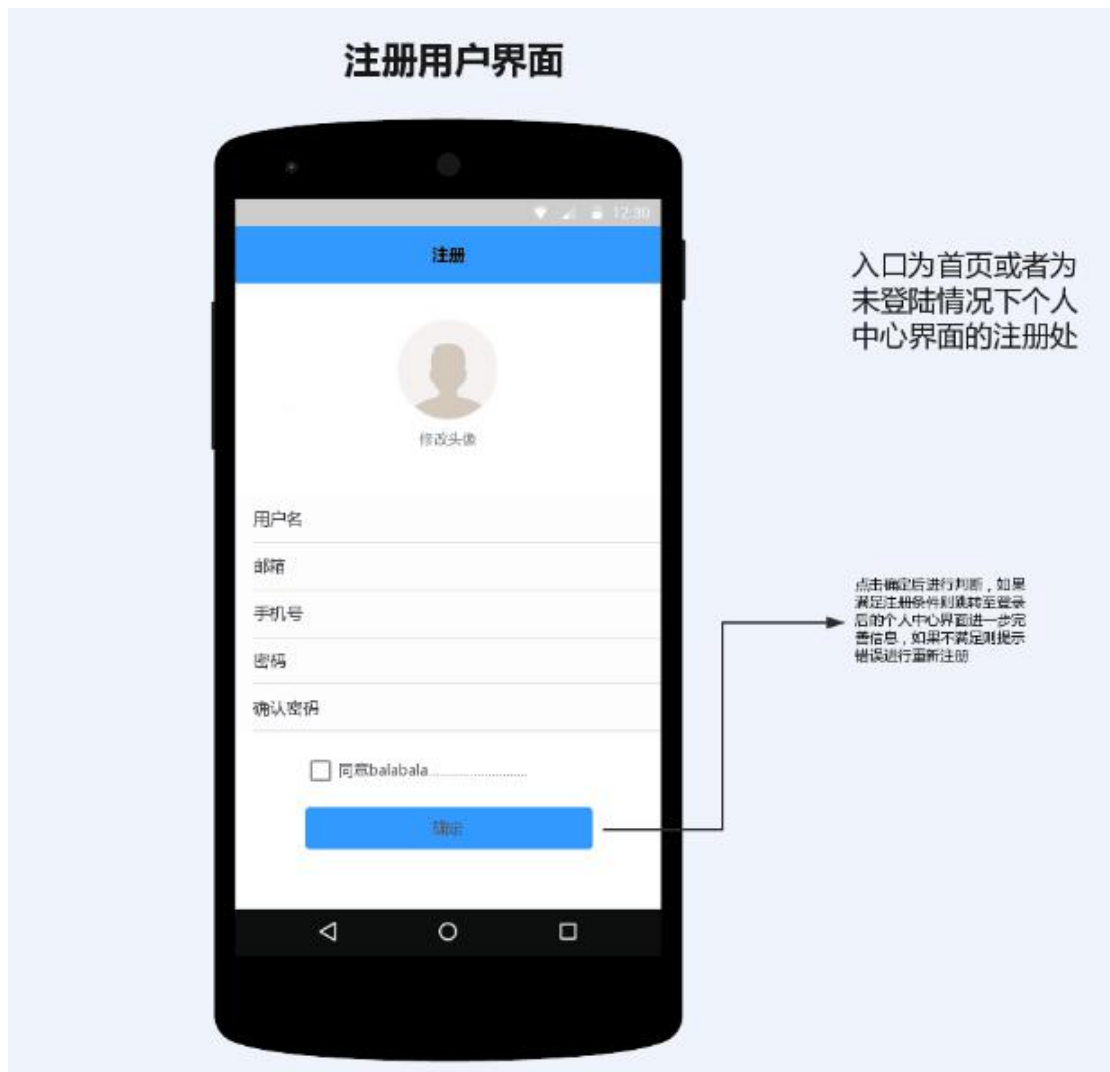 注册用户界面
12:30
注册
入口为首页或者为
未登陆情况下个人
中心界面的注册处
修改头像
用户名
邮箱
手机号
密码
确认密码
点击确定后进行判断，如果
满足注册条件则跳转至登录
后的个人中心界面进一步完
善信息，如果不满足则提示
错误进行重新注册
同意balabala........................
确定